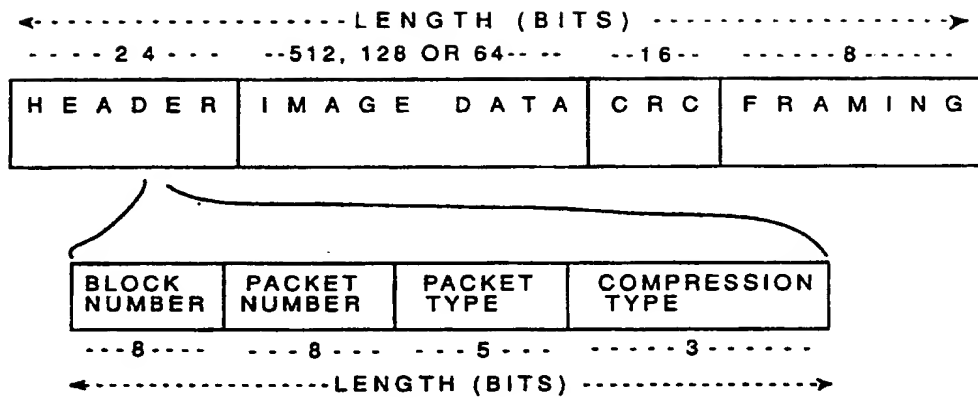 LENGTH (BITS)
24 512, 128 OR 64 16 8
HEADER IMAGE DATA CRC FRAMING
BLOCK NUMBER PACKET NUMBER PACKET TYPE COMPRESSION TYPE
8 8 5 3
LENGTH (BITS)